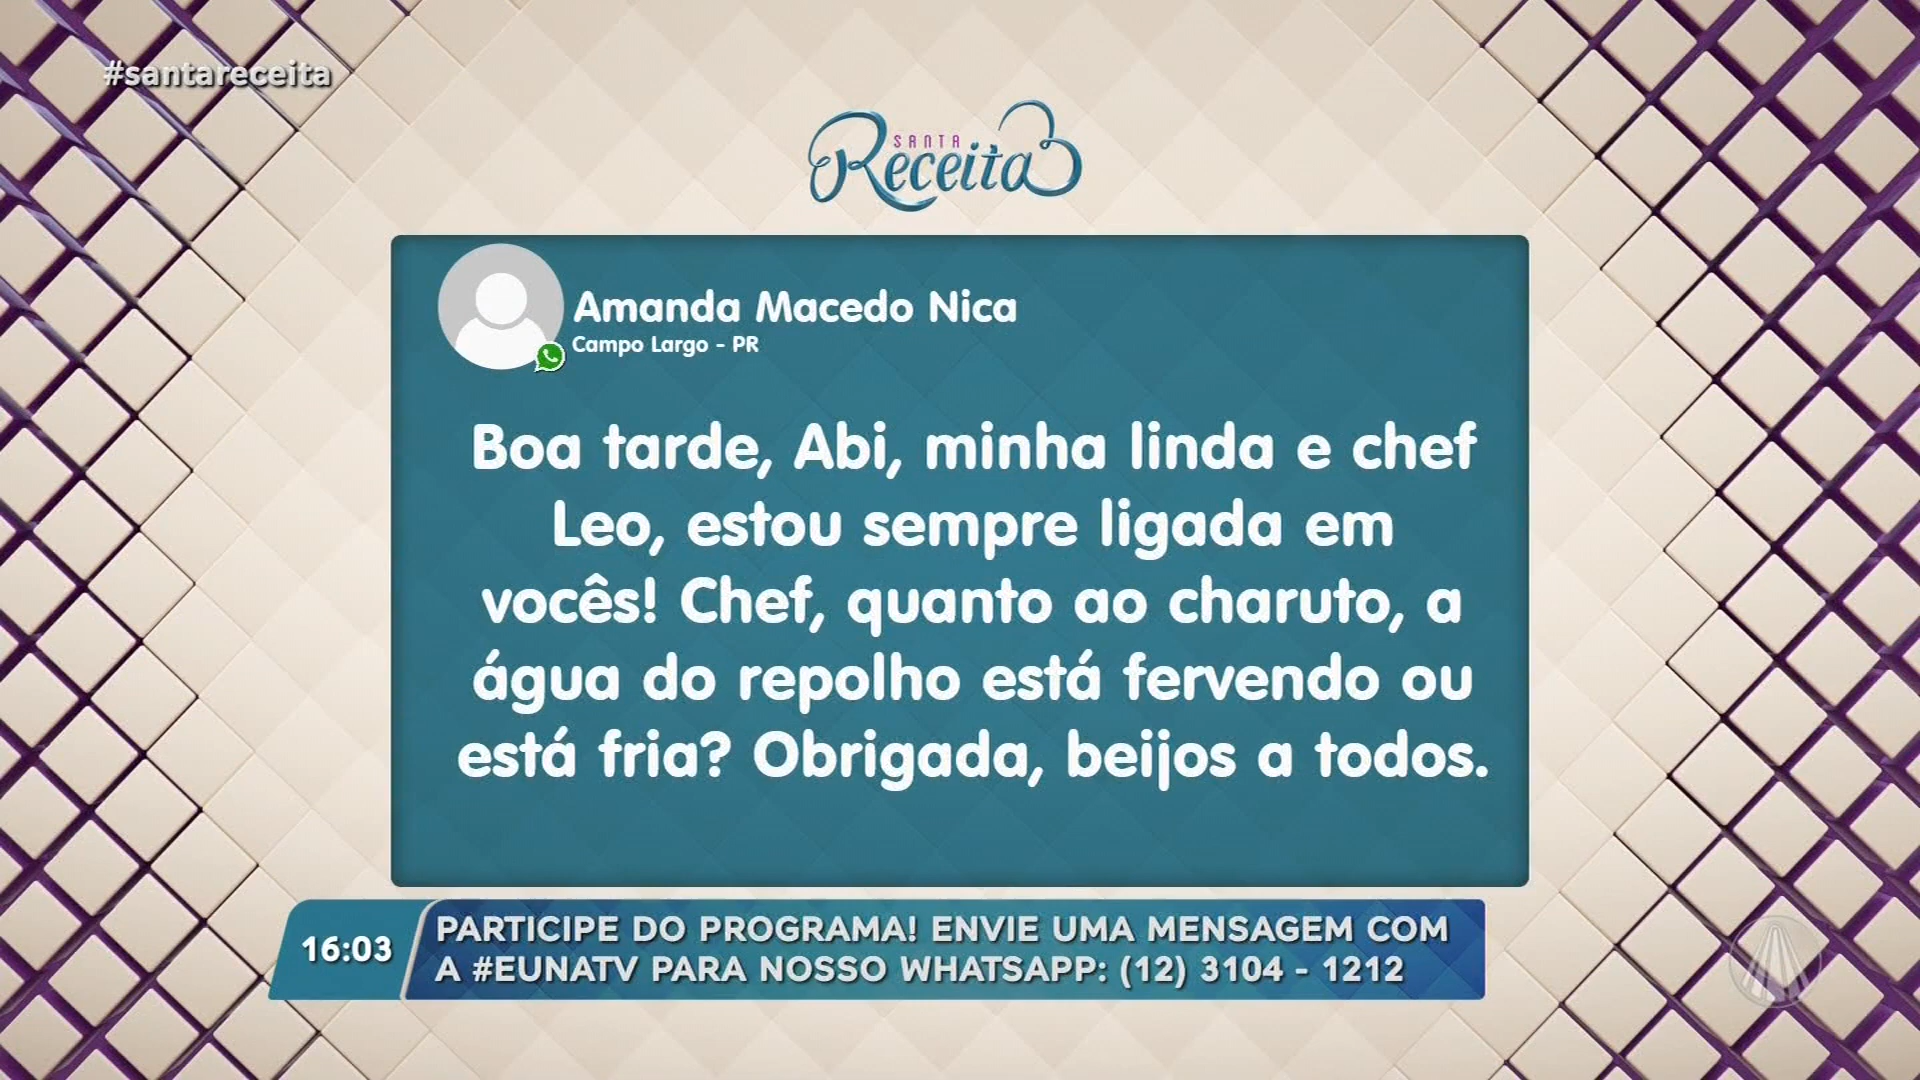 #santareceita
SANTA
Receita
Amanda Macedo Nica
Campo Largo - PR
Boa tarde, Abi, minha linda e chef
Leo, estou sempre ligada em
vocês! Chef, quanto ao charuto, a
água do repolho está fervendo ou
está fria? Obrigada, beijos a todos.
16:03
PARTICIPE DO PROGRAMA! ENVIE UMA MENSAGEM COM
A #EUNATV PARA NOSSO WHATSAPP: (12) 3104 - 1212